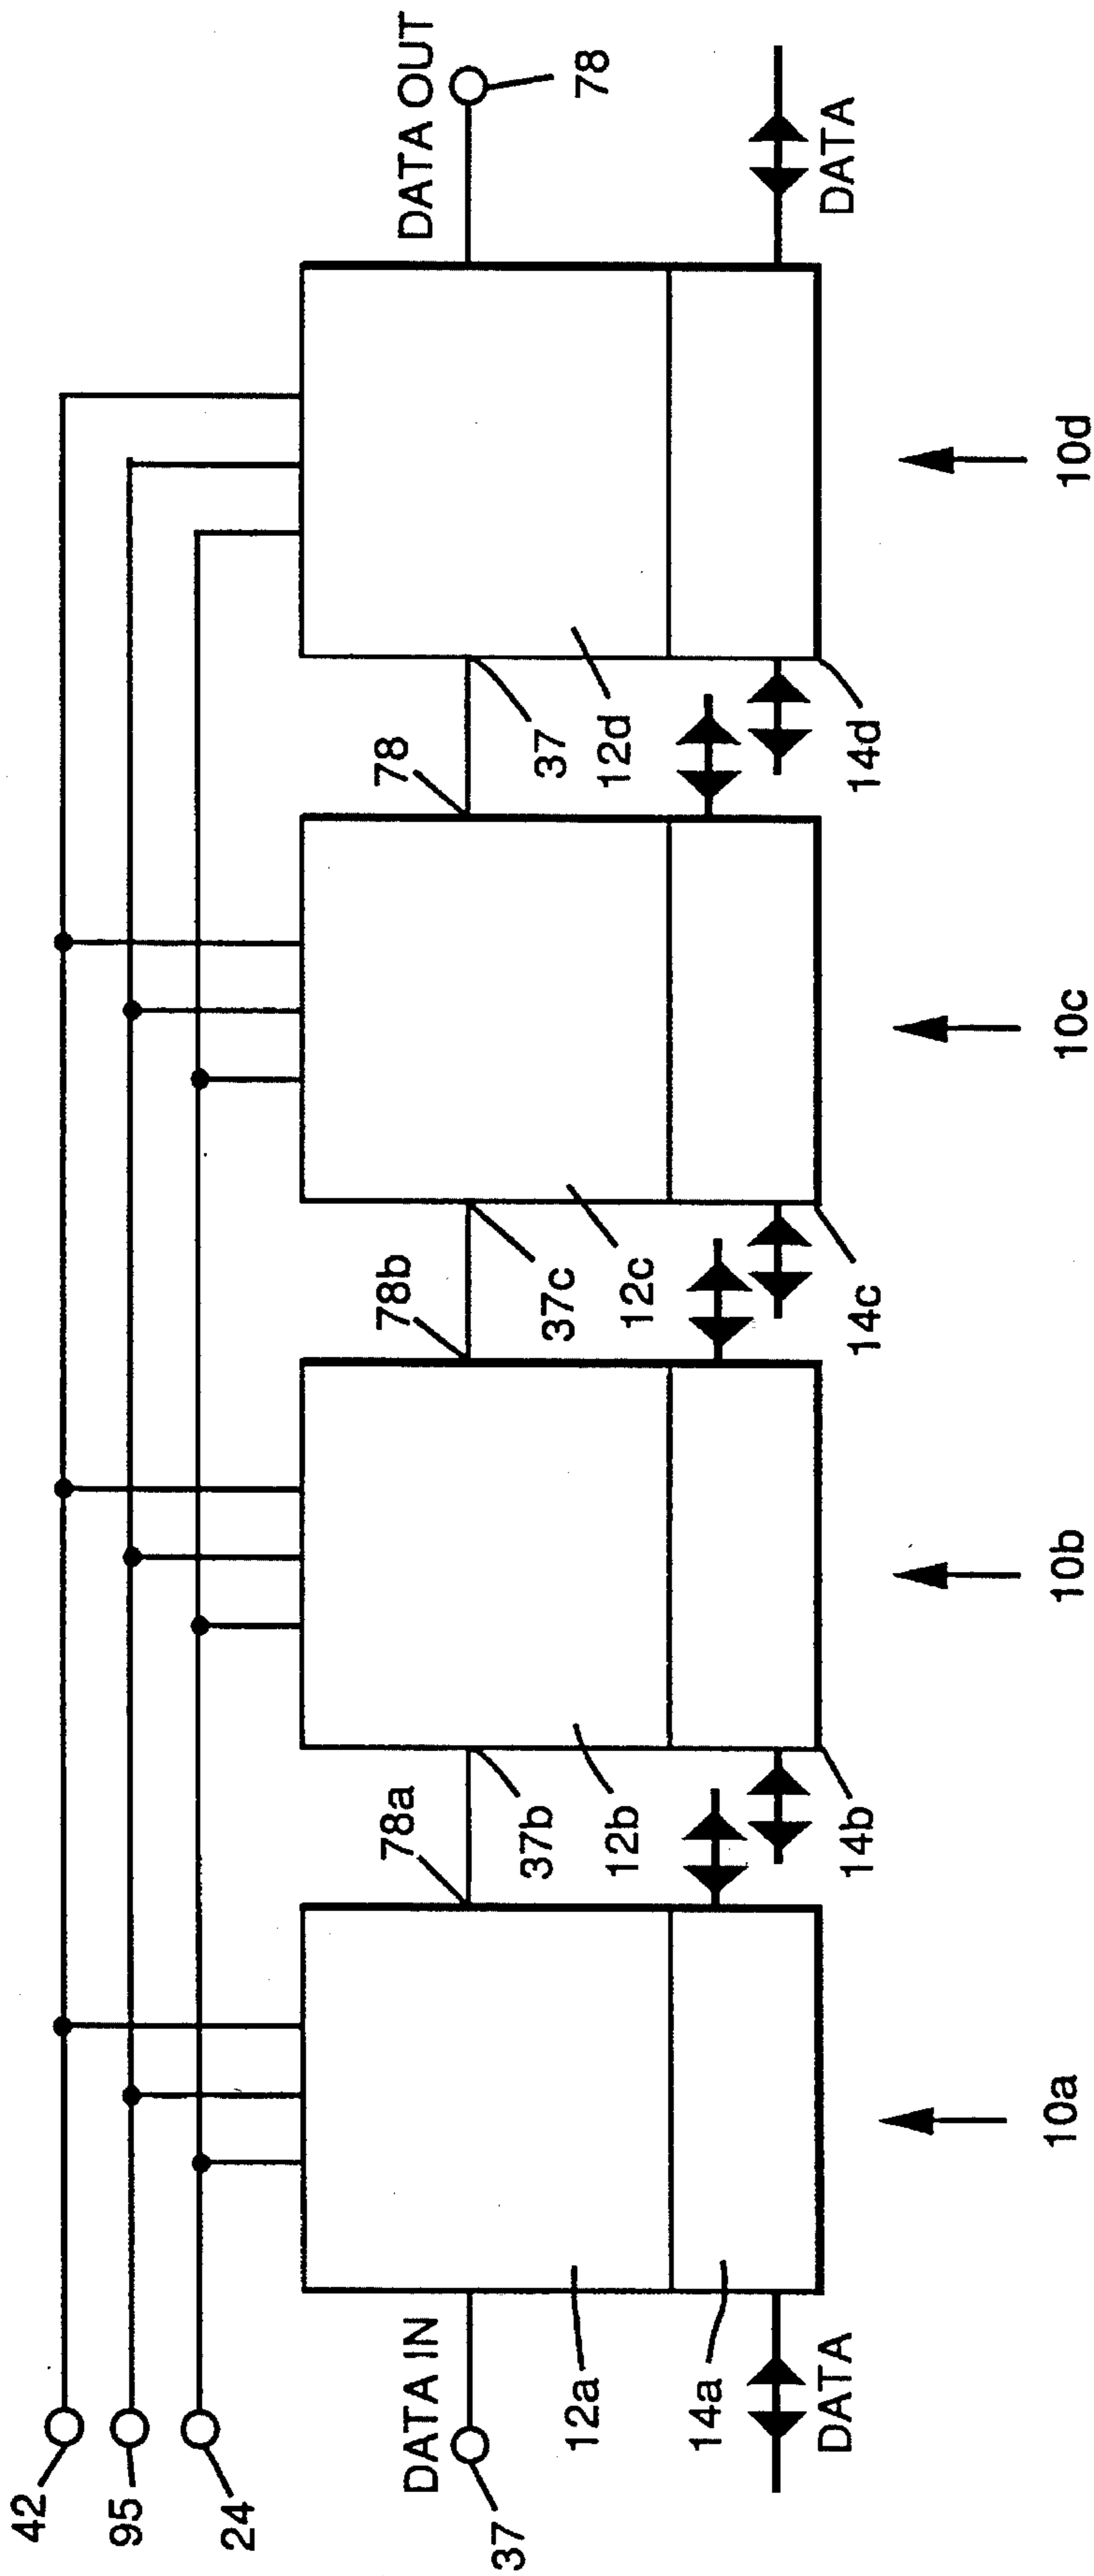 42
95
24
DATA IN
37
12a
14a
DATA
10a
78a
37b
12b
14b
10b
78b
37c
12c
14c
10c
78
37
12d
14d
10d
DATA OUT
78
DATA